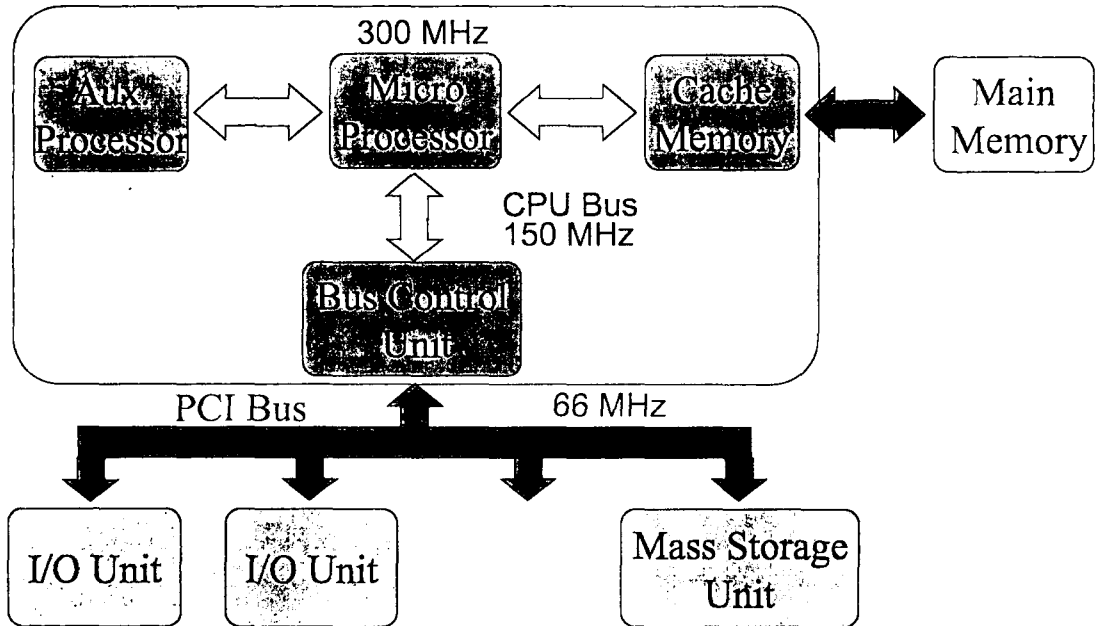 300 MHz
Aux.
Processor
Micro
Processor
Cache
Memory
Main
Memory
CPU Bus
150 MHz
Bus Control
Unit
PCI Bus
66 MHz
I/O Unit
I/O Unit
Mass Storage
Unit